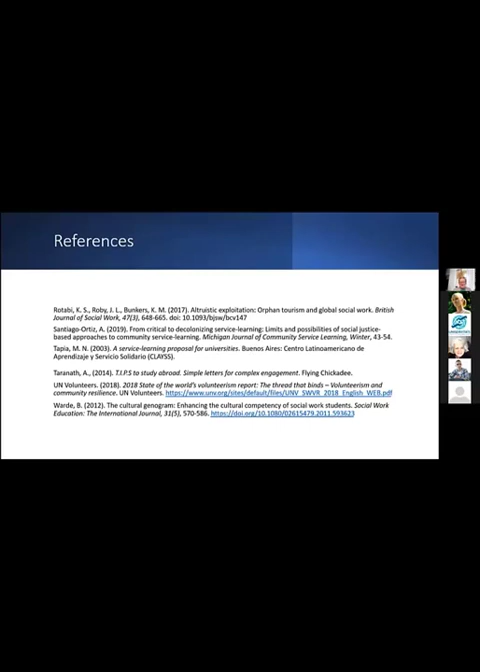 References
Rotabi, K. S., Roby, J. L., Bunkers, K. M. (2017). Altruistic exploitation: Orphan tourism and global social work. British
Journal of Social Work, 47(3), 648-665. doi: 10.1093/bjsw/bcv147
Santiago-Ortiz, A. (2019). From critical to decolonizing service-learning: Limits and possibilities of social justice-
based approaches to community service-learning. Michigan Journal of Community Service Learning, Winter, 43-54.
Tapia, M. N. (2003). A service-learning proposal for universities. Buenos Aires: Centro Latinoamericano de
Aprendizaje y Servicio Solidario (CLAYSS).
Taranath, A., (2014). T.I.P.S to study abroad. Simple letters for complex engagement. Flying Chickadee.
UN Volunteers. (2018). 2018 State of the world's volunteerism report: The thread that binds – Volunteerism and
community resilience. UN Volunteers. https://www.unv.org/sites/default/files/UNV_SWVR_2018_English_WEB.pdf
Warde, B. (2012). The cultural genogram: Enhancing the cultural competency of social work students. Social Work
Education: The International Journal, 31(5), 570-586. https://doi.org/10.1080/02615479.2011.593623